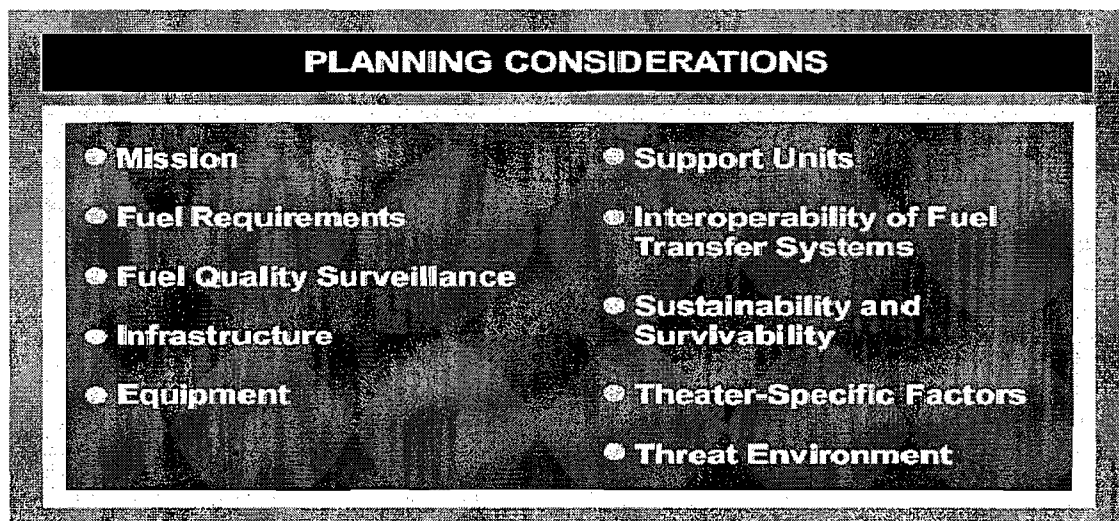 PLANNING CONSIDERATIONS
Mission
Fuel Requirements
Fuel Quality Surveillance
Infrastructure
Equipment
Support Units
Interoperability of Fuel
Transfer Systems
Sustainability and
Survivability
Theater-Specific Factors
Threat Environment